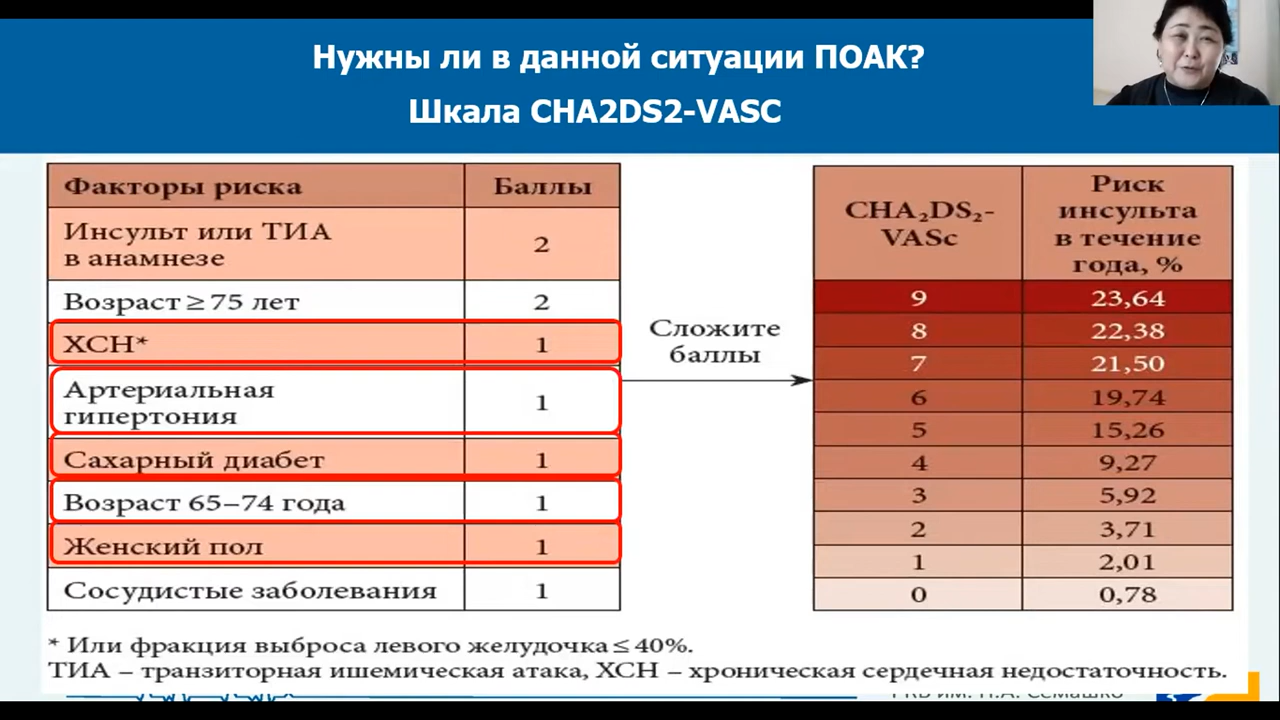 Нужны ли в данной ситуации ПОАК?
Шкала CHA2DS2-VASC
Факторы риска Баллы
Инсульт или ТИА
в анамнезе 2
Возраст ≥ 75 лет 2
ХСН* 1
Артериальная
гипертония 1
Сахарный диабет 1
Возраст 65–74 года 1
Женский пол 1
Сосудистые заболевания 1
Сложите
баллы
CHA₂DS₂-
VASc
Риск
инсульта
в течение
года, %
9 23,64
8 22,38
7 21,50
6 19,74
5 15,26
4 9,27
3 5,92
2 3,71
1 2,01
0 0,78
* Или фракция выброса левого желудочка ≤ 40%.
ТИА – транзиторная ишемическая атака, ХСН – хроническая сердечная недостаточность.